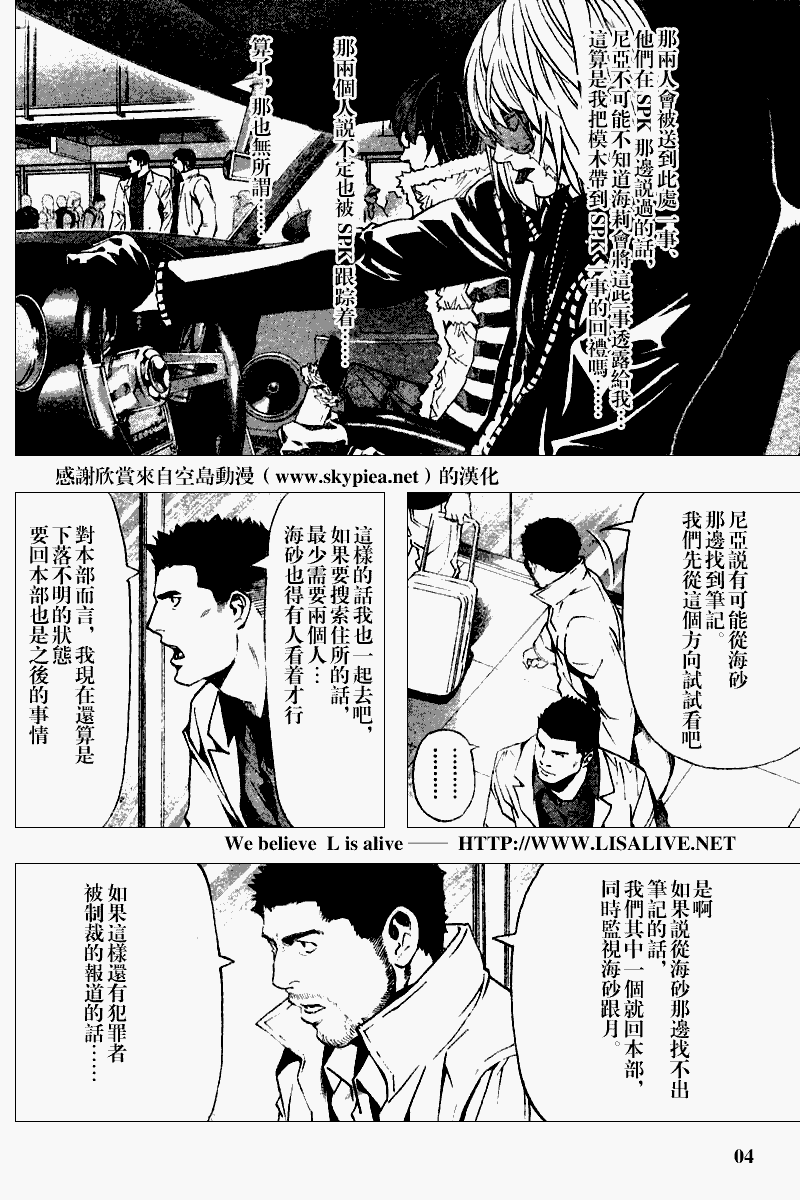 那兩人會被送到此處一事、
他們在 SPK 那邊說過的話，
尼亞不可能不知道海莉會將這些事透露給我…
這算是我把模木帶到SPK一事的回禮嗎……
那兩個人說不定也被 SPK 跟踪着……
算了，那也無所謂……
感謝欣賞來自空島動漫（www.skypiea.net）的漢化
尼亞說有可能從海砂
那邊找到筆記。
我們先從這個方向試試看吧
………
這樣的話我也一起去吧，
如果要搜索住所的話，
最少需要兩個人…
海砂也得有人看着才行
對本部而言，我現在還算是
下落不明的狀態
要回本部也是之後的事情
We believe L is alive —— HTTP://WWW.LISALIVE.NET
是啊
如果說從海砂那邊找不出
筆記的話，
我們其中一個就回本部，
同時監視海砂跟月。
如果這樣還有犯罪者
被制裁的報道的話……
04